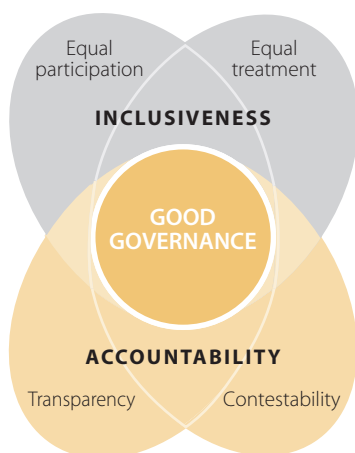 Equal
participation
Equal
treatment
INCLUSIVENESS
GOOD
GOVERNANCE
ACCOUNTABILITY
Transparency
Contestability